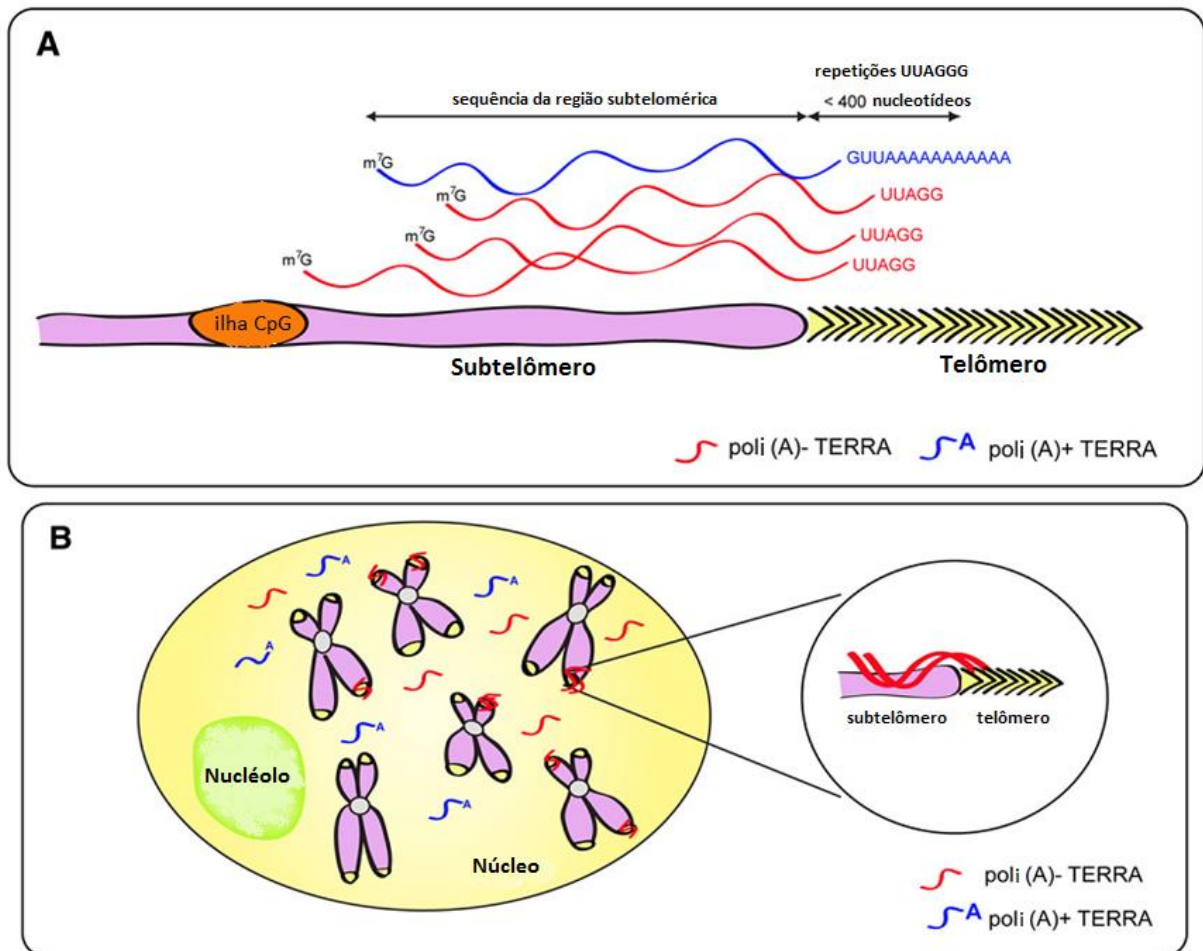 A
repetições UUAGGG
sequência da região subtelomérica
< 400 nucleotídeos
m⁷G
GUUAAAAAAAAAAA
m⁷G
UUAGG
m⁷G
UUAGG
m⁷G
UUAGG
ilha CpG
Subtelômero
Telômero
poli (A)- TERRA
A poli (A)+ TERRA
B
A
A
A
A
A
Nucléolo
Núcleo
subtelômero
telômero
poli (A)- TERRA
A poli (A)+ TERRA